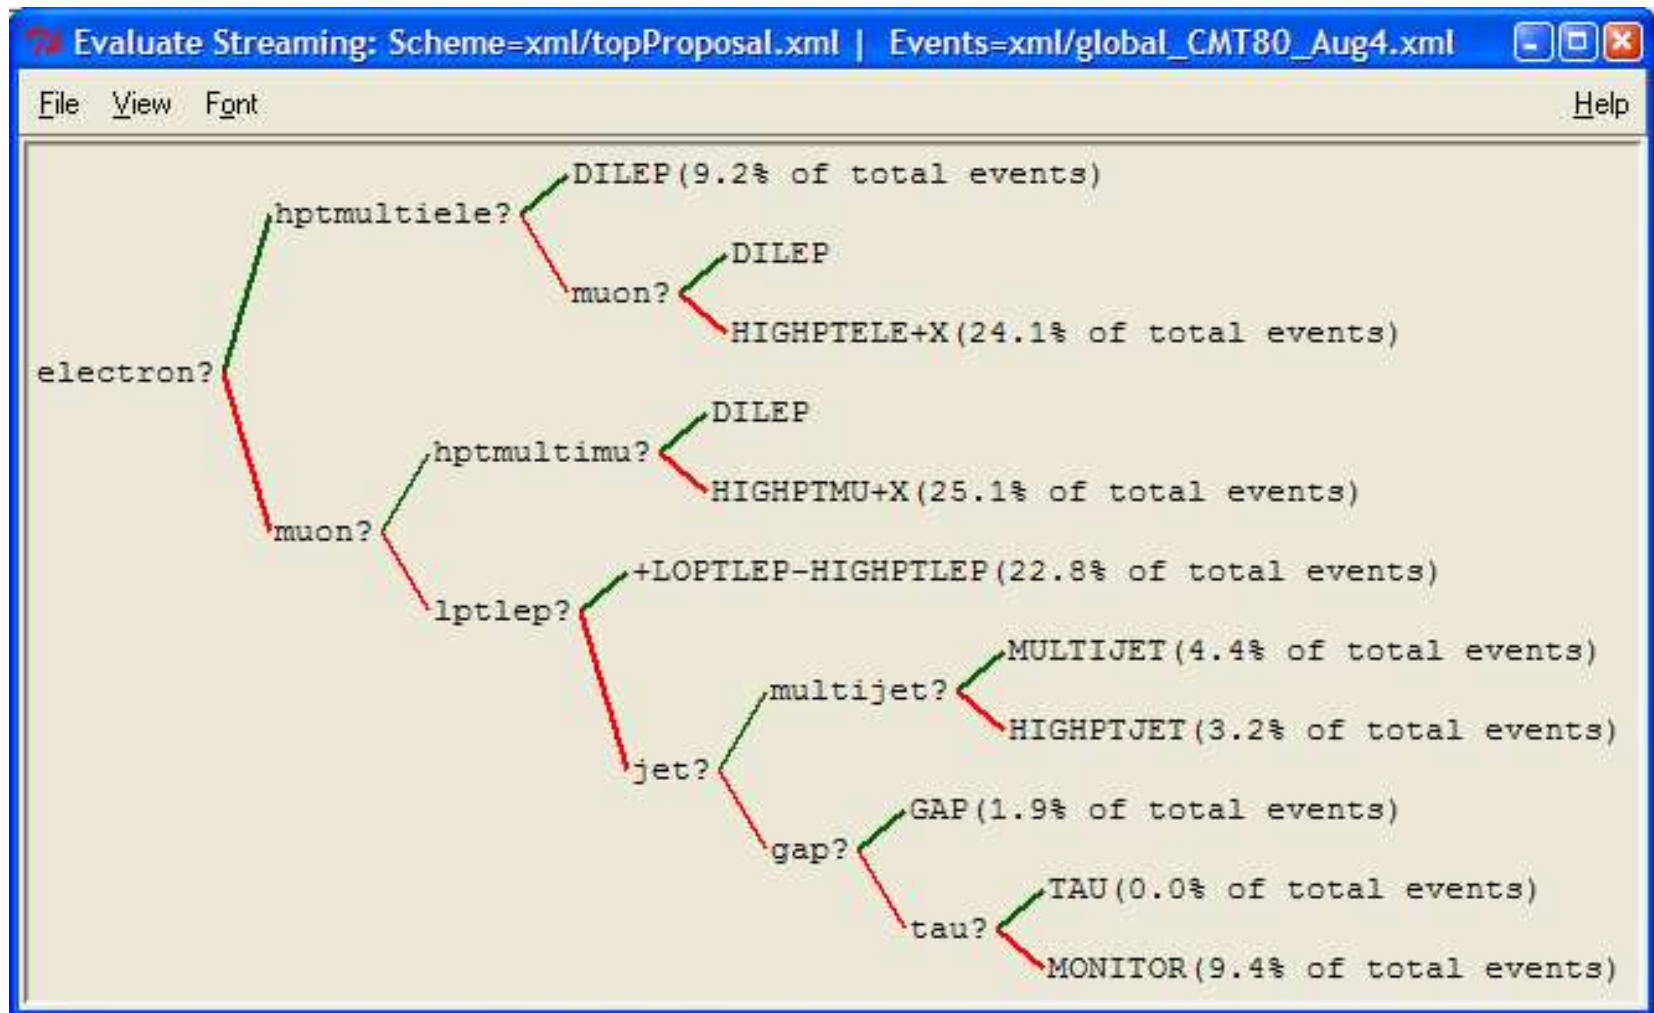 Evaluate Streaming: Scheme=xml/topProposal.xml | Events=xml/global_CMT80_Aug4.xml
File View Font Help
DILEP(9.2% of total events)
hptmultiele?
DILEP
muon?
HIGHPTELE+X(24.1% of total events)
electron?
DILEP
hptmultimu?
HIGHPTMU+X(25.1% of total events)
muon?
+LOPTLEP-HIGHPTLEP(22.8% of total events)
lptlep?
MULTIJET(4.4% of total events)
multijet?
HIGHPTJET(3.2% of total events)
jet?
GAP(1.9% of total events)
gap?
TAU(0.0% of total events)
tau?
MONITOR(9.4% of total events)